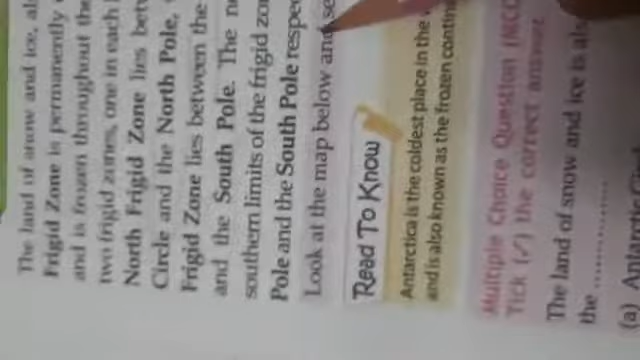 The land of snow and ice, al
Frigid Zone is permanently
and is frozen throughout the
two frigid zones, one in each
North Frigid Zone lies bet
Circle and the North Pole,
Frigid Zone lies between the
and the South Pole. The n
southern limits of the frigid zo
Pole and the South Pole respe
Look at the map below and se
Read To Know
Antarctica is the coldest place in the
and is also known as the frozen contin
Multiple Choice Question (MCQ
Tick (✓) the correct answer
The land of snow and ice is als
the ..............
(a) Antarctic